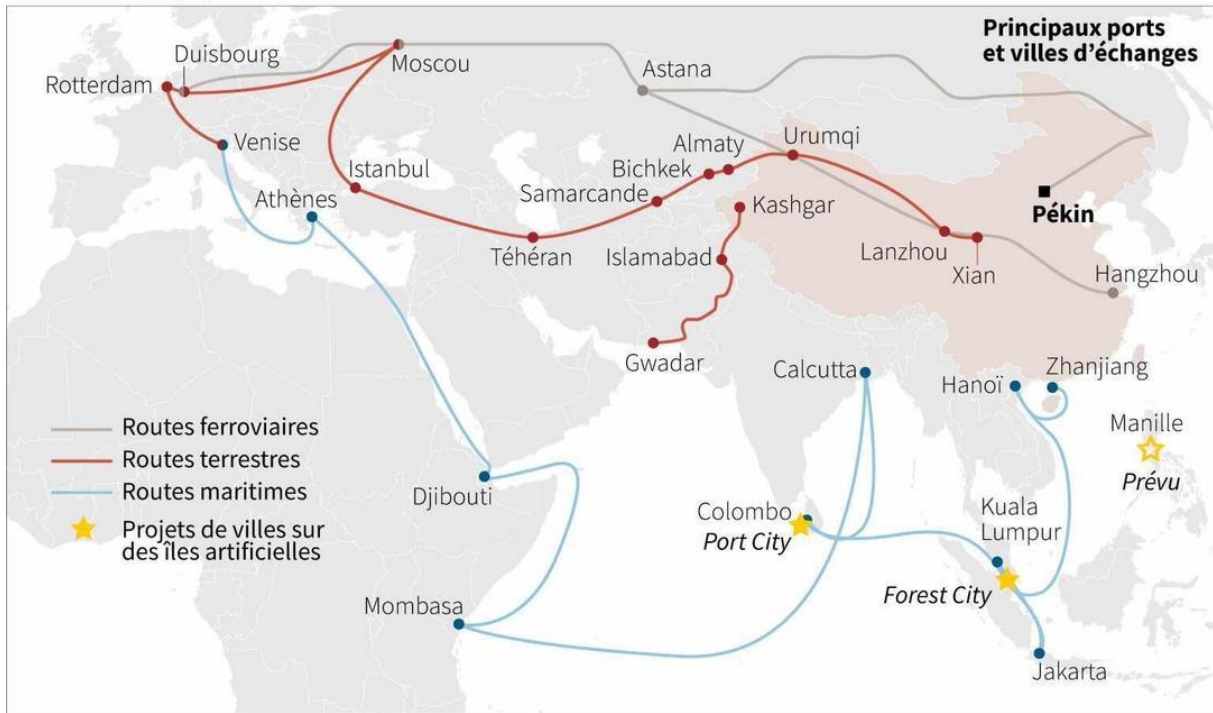 Principaux ports
et villes d'échanges
Duisbourg
Moscou
Rotterdam
Astana
Venise
Istanbul
Athènes
Almaty
Urumqi
Bichkek
Samarcande
Kashgar
Pékin
Téhéran
Islamabad
Lanzhou
Xian
Hangzhou
Gwadar
Calcutta
Hanoï
Zhanjiang
Manille
Prévu
Routes ferroviaires
Routes terrestres
Routes maritimes
Projets de villes sur
des îles artificielles
Djibouti
Colombo
Port City
Kuala
Lumpur
Forest City
Mombasa
Jakarta